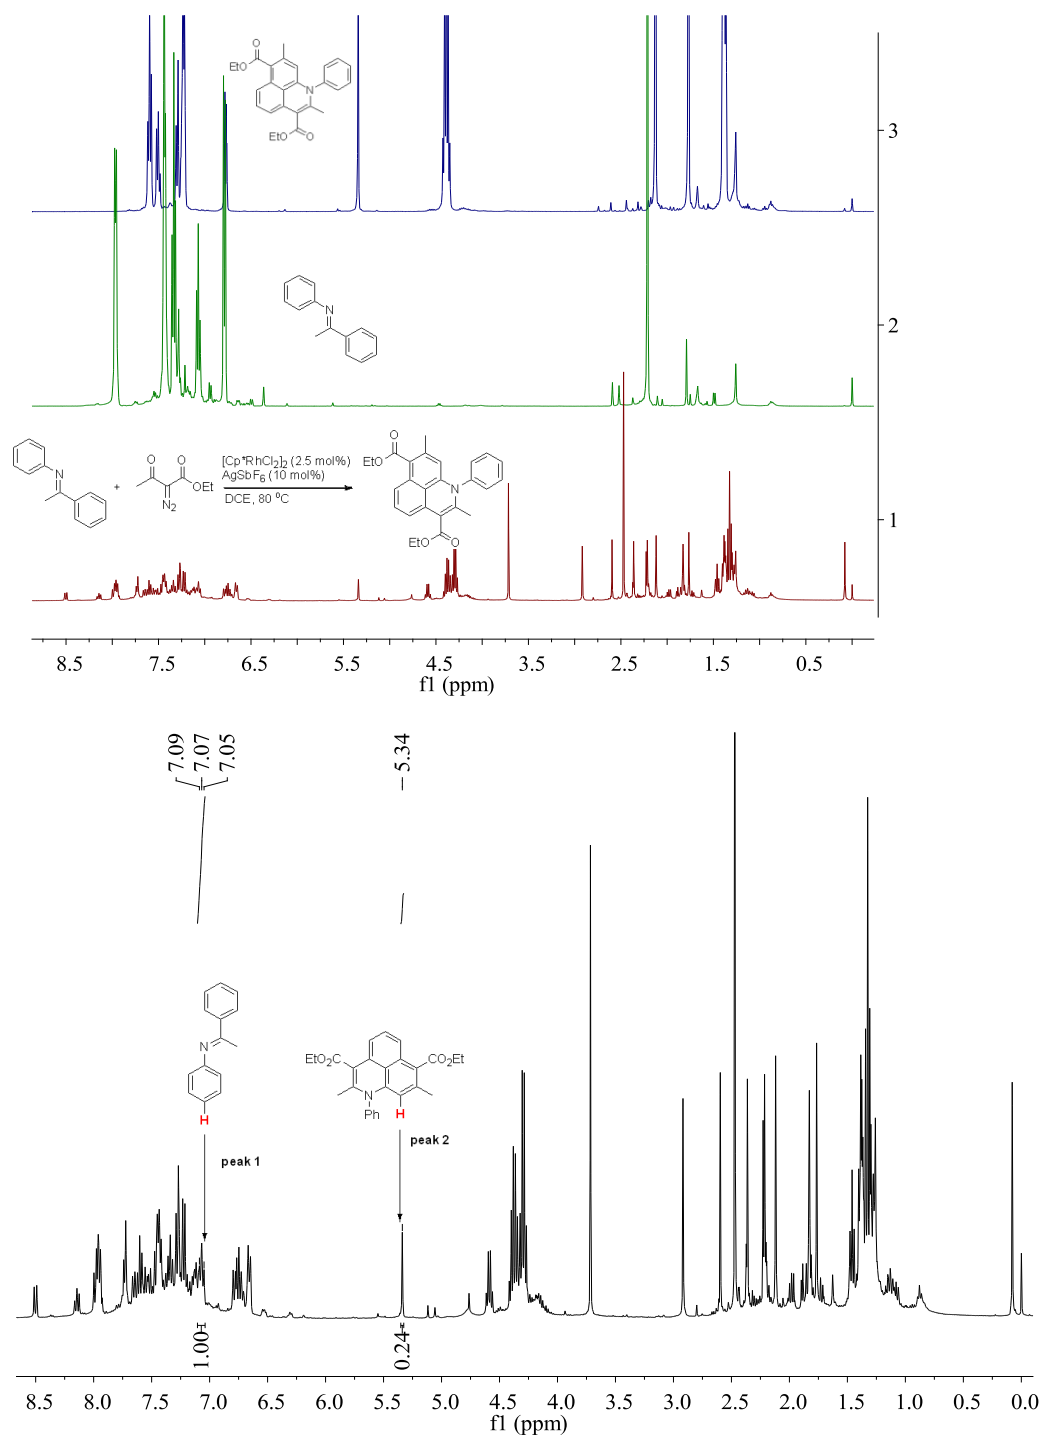 O
EtO
N
EtO
O
3
N
2
N
+
O
O
OEt
N2
[Cp*RhCl2]2 (2.5 mol%)
AgSbF6 (10 mol%)
DCE, 80 °C
O
EtO
N
EtO
O
1
8.5 7.5 6.5 5.5 4.5 3.5 2.5 1.5 0.5
f1 (ppm)
7.09
7.07
7.05
5.34
N
H
EtO2C
CO2Et
N
Ph
H
peak 1
peak 2
1.00
0.24
8.5 8.0 7.5 7.0 6.5 6.0 5.5 5.0 4.5 4.0 3.5 3.0 2.5 2.0 1.5 1.0 0.5 0.0
f1 (ppm)